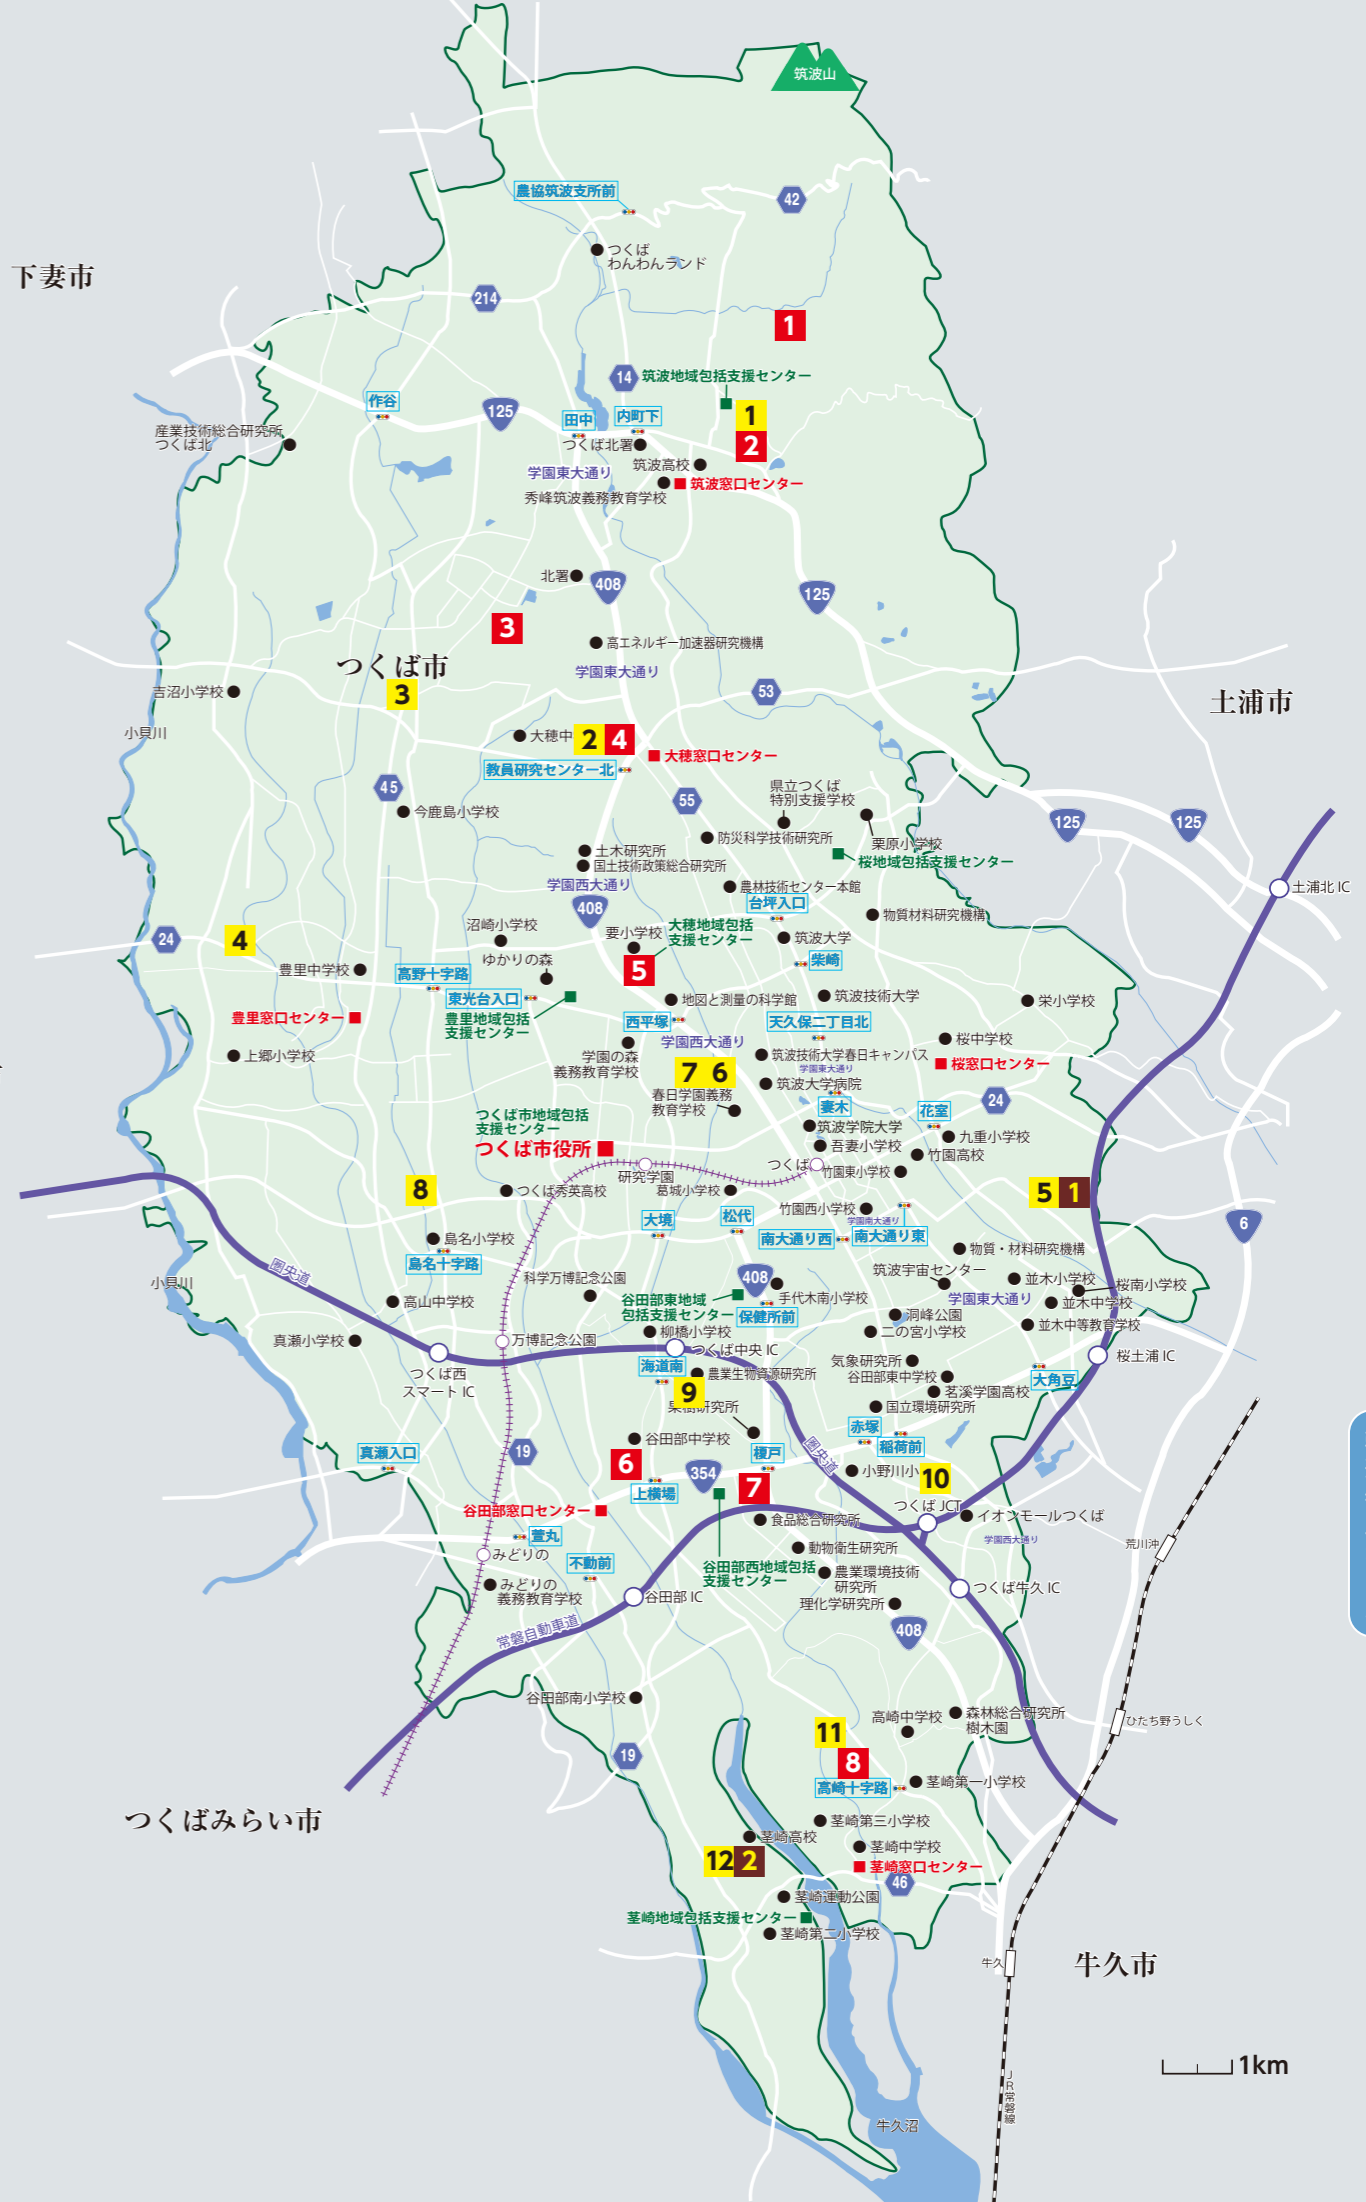 筑波山
農協筑波支所前
42
つくば
わんわんランド
下妻市
214
1
14
筑波地域包括支援センター
作谷
125
田中
内町下
1
2
産業技術総合研究所
つくば北
つくば北署
筑波高校
学園東大通り
筑波窓口センター
秀峰筑波義務教育学校
北署
408
125
3
高エネルギー加速器研究機構
つくば市
学園東大通り
3
吉沼小学校
53
土浦市
小貝川
大穂中
2
4
大穂窓口センター
教員研究センター北
45
県立つくば
特別支援学校
55
今鹿島小学校
125
125
防災科学技術研究所
栗原小学校
土木研究所
国土技術政策総合研究所
桜地域包括支援センター
学園西大通り
農林技術センター本館
土浦北 IC
台坪入口
408
物質材料研究機構
沼崎小学校
大穂地域包括
支援センター
要小学校
24
4
筑波大学
ゆかりの森
柴崎
豊里中学校
高野十字路
5
東光台入口
地図と測量の科学館
筑波技術大学
栄小学校
豊里窓口センター
豊里地域包括
支援センター
西平塚
天久保二丁目北
学園西大通り
桜中学校
上郷小学校
学園の森
義務教育学校
筑波技術大学春日キャンパス
桜窓口センター
学園東大通り
7
6
筑波大学病院
春日学園義務
教育学校
妻木
花室
24
つくば市地域包括
支援センター
筑波学院大学
九重小学校
つくば市役所
吾妻小学校
竹園高校
つくば
研究学園
竹園東小学校
8
つくば秀英高校
葛城小学校
5
1
竹園西小学校
大境
松代
学園南大通り
6
島名小学校
南大通り西
南大通り東
島名十字路
物質・材料研究機構
圏央道
科学万博記念公園
408
筑波宇宙センター
小貝川
並木小学校
桜南小学校
谷田部東地域
包括支援センター
手代木南小学校
学園東大通り
並木中学校
高山中学校
保健所前
洞峰公園
並木中等教育学校
真瀬小学校
万博記念公園
柳橋小学校
二の宮小学校
つくば中央 IC
つくば西
スマート IC
海道南
農業生物資源研究所
気象研究所
桜土浦 IC
谷田部東中学校
大角豆
9
茗溪学園高校
果樹研究所
国立環境研究所
赤塚
谷田部中学校
真瀬入口
19
榎戸
圏央道
稲荷前
6
354
小野川小
10
上横場
7
つくば JCT
谷田部窓口センター
食品総合研究所
イオンモールつくば
萱丸
学園西大通り
荒川沖
みどりの
動物衛生研究所
不動前
谷田部西地域包括
支援センター
農業環境技術
研究所
みどりの
義務教育学校
つくば牛久 IC
谷田部 IC
理化学研究所
常磐自動車道
408
谷田部南小学校
高崎中学校
森林総合研究所
樹木園
ひたち野うしく
11
19
8
高崎十字路
茎崎第一小学校
つくばみらい市
茎崎第三小学校
茎崎高校
茎崎中学校
12
2
茎崎窓口センター
46
茎崎運動公園
茎崎地域包括支援センター
茎崎第二小学校
牛久
牛久市
1km
JR常磐線
牛久沼